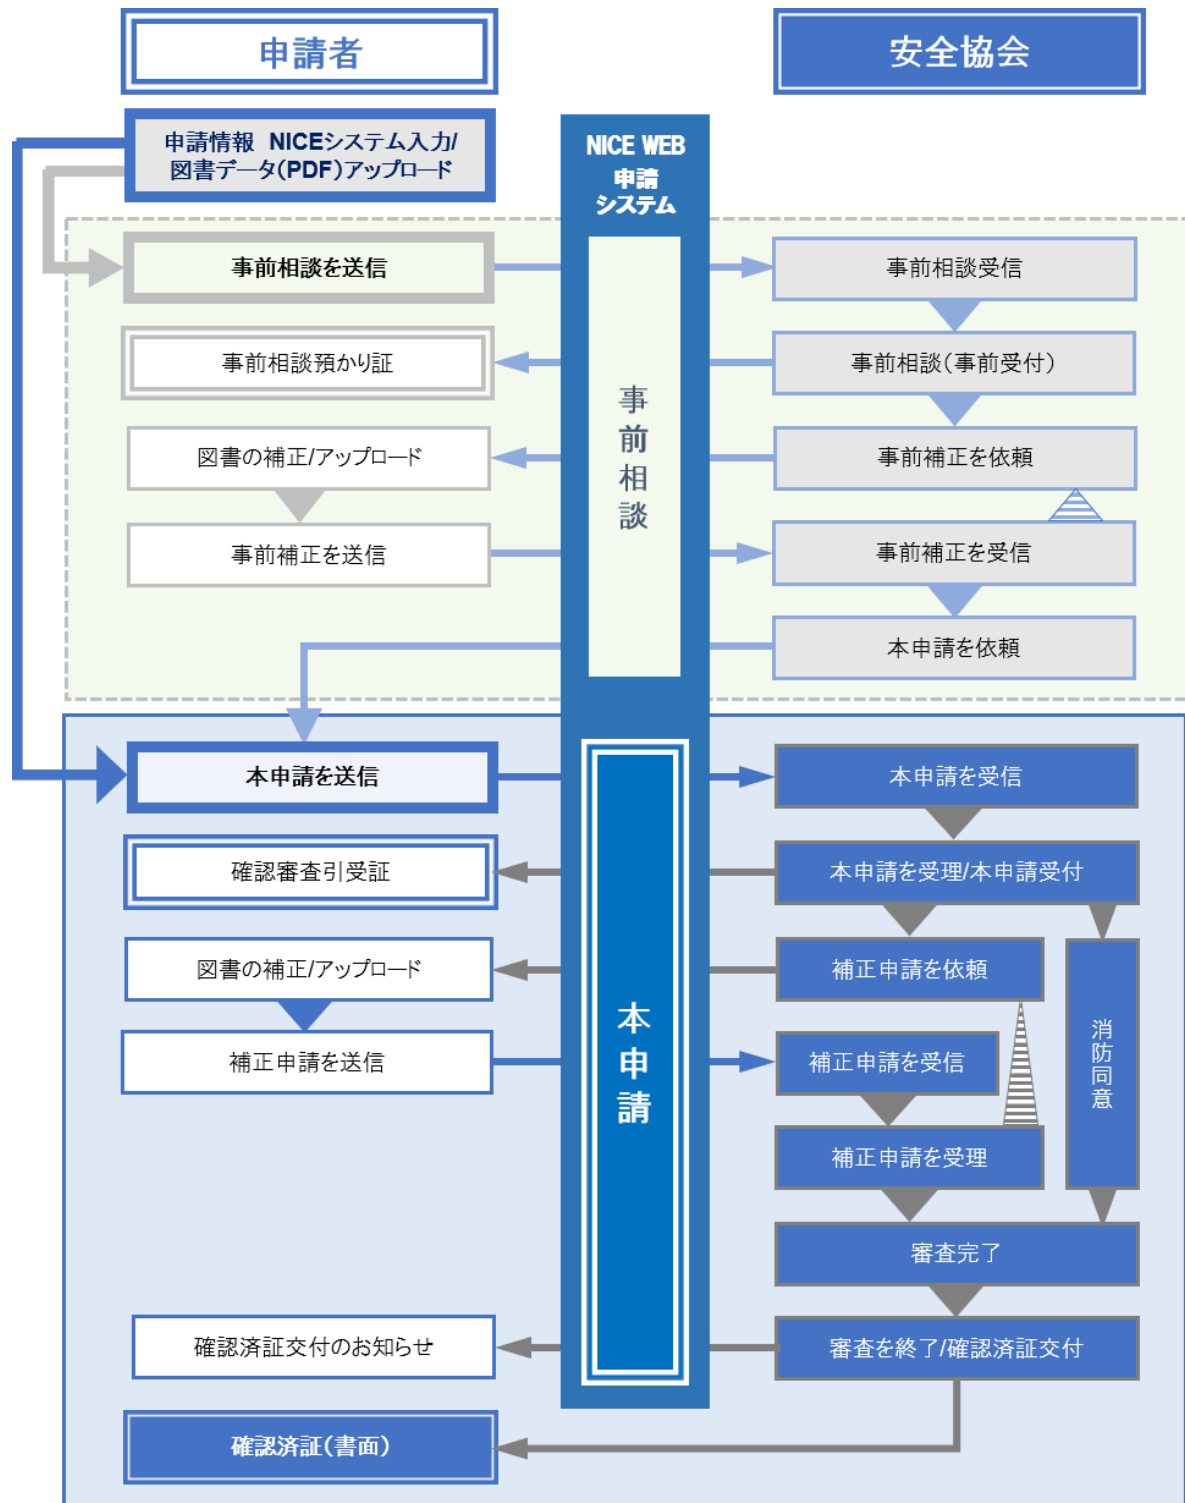 申請者
安全協会
申請情報 NICEシステム入力/
図書データ(PDF)アップロード
NICE WEB
申請
システム
事前相談を送信
事前相談受信
事前相談預かり証
事前相談(事前受付)
事前相談
図書の補正/アップロード
事前補正を依頼
事前補正を送信
事前補正を受信
本申請を依頼
本申請を送信
本申請を受信
確認審査引受証
本申請を受理/本申請受付
図書の補正/アップロード
補正申請を依頼
本申請
消防同意
補正申請を送信
補正申請を受信
補正申請を受理
審査完了
確認済証交付のお知らせ
審査を終了/確認済証交付
確認済証(書面)